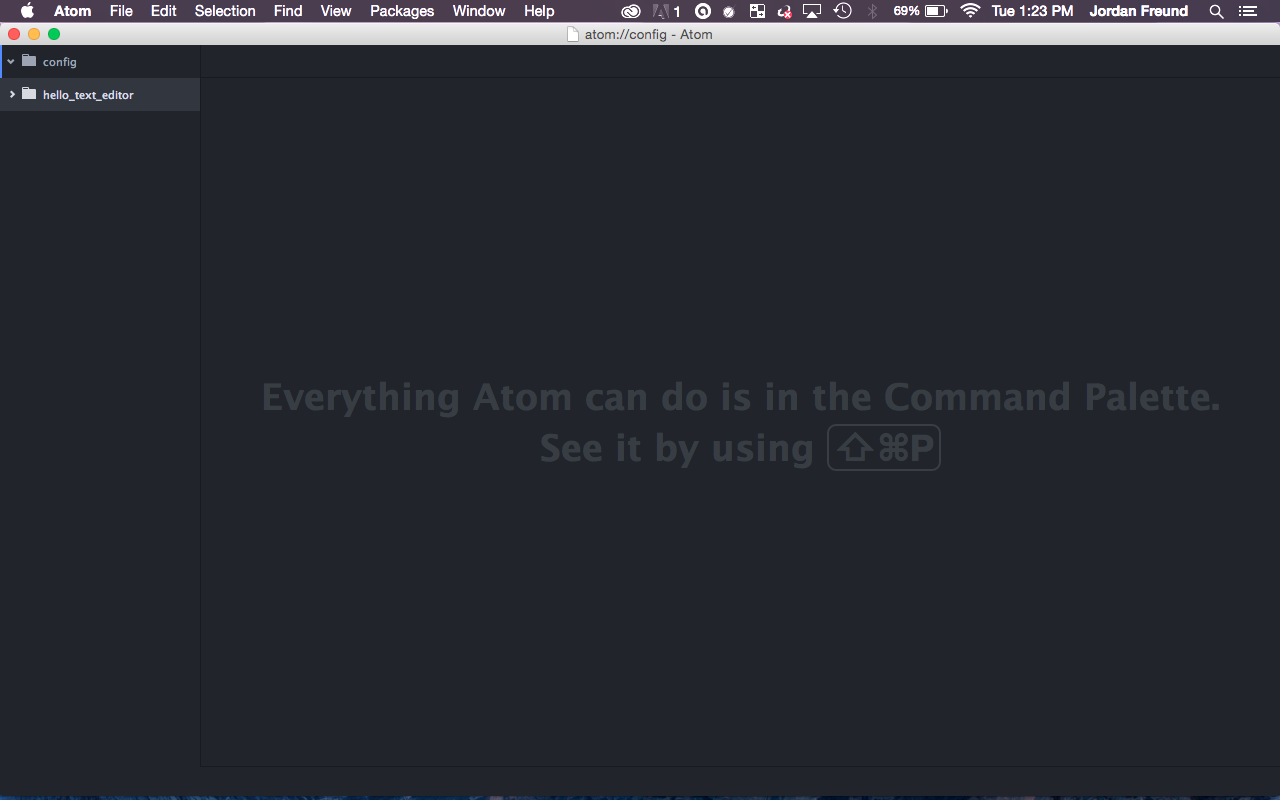 Atom File Edit Selection Find View Packages Window Help 1 69% Tue 1:23 PM Jordan Freund
atom://config - Atom
config
hello_text_editor
Everything Atom can do is in the Command Palette.
See it by using ⇧⌘P